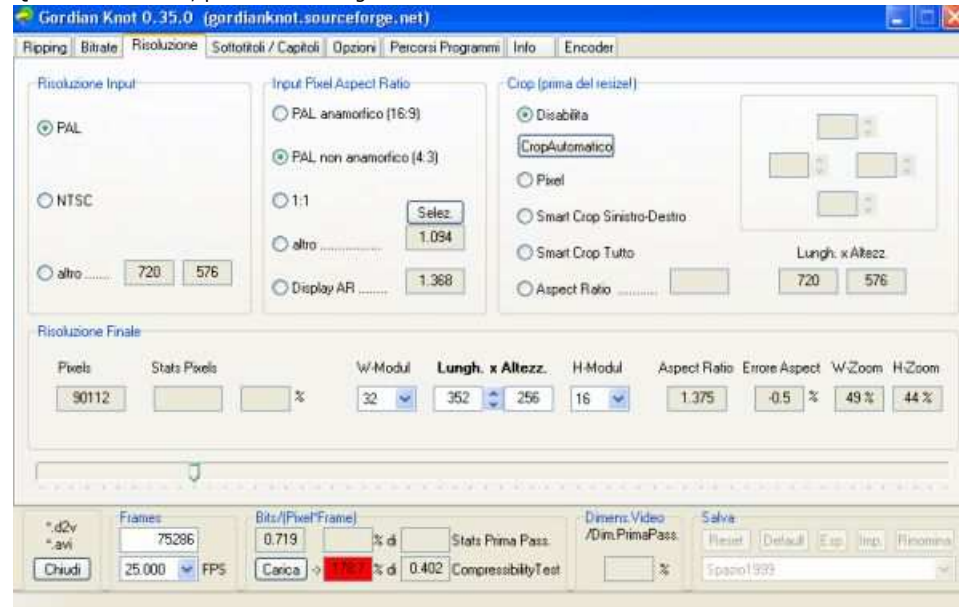 Gordian Knot 0.35.0 (gordianknot.sourceforge.net)
Ripping Bitrate Risoluzione Sottotitoli / Capitoli Opzioni Percorsi Programmi Info Encoder
Risoluzione Input
PAL
NTSC
altro ....... 720 576
Input Pixel Aspect Ratio
PAL anamorfico (16:9)
PAL non anamorfico (4:3)
1:1
Selez.
altro ................ 1.094
Display AR ........ 1.368
Crop (prima del resize!)
Disabilita
CropAutomatico
Pixel
Smart Crop Sinistro-Destro
Smart Crop Tutto
Aspect Ratio ...........
Lungh. x Altezz.
720 576
Risoluzione Finale
Pixels Stats Pixels W-Modul Lungh. x Altezz. H-Modul Aspect Ratio Errore Aspect W-Zoom H-Zoom
90112 % 32 352 256 16 1.375 -0.5 % 49 % 44 %
*.d2v
*.avi
Chiudi
Frames
75286
25.000 FPS
Bits/(Pixel*Frame)
0.719 % di Stats Prima Pass.
Carica -> 178.7 % di 0.402 CompressibilityTest
Dimens.Video
/Dim.PrimaPass.
%
Salva
Reset Default Esp. Imp. Rinomina
Spazio1999